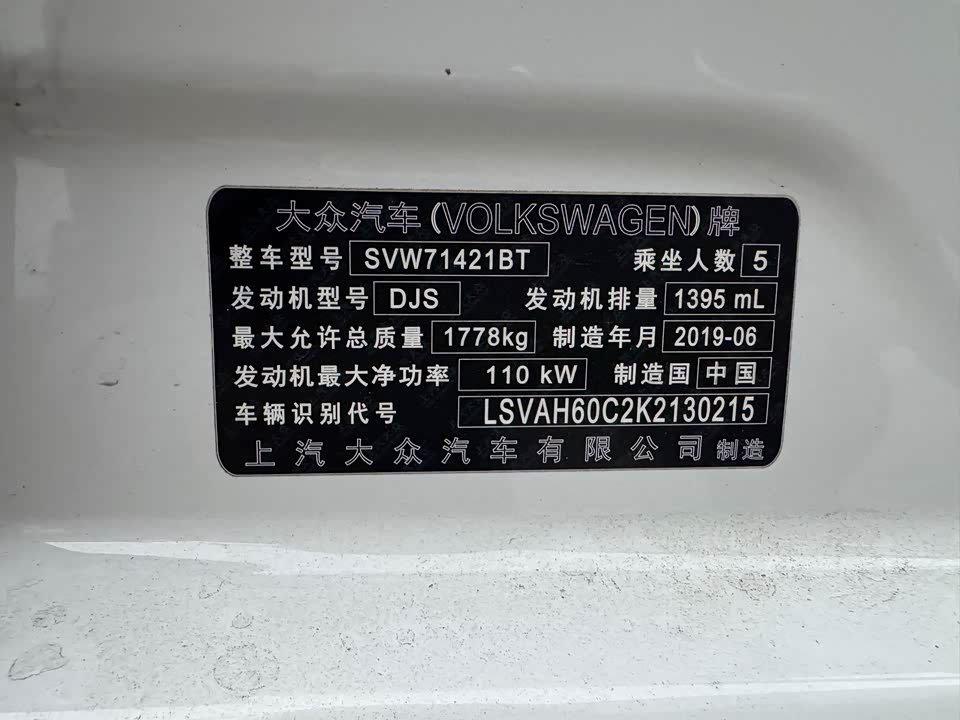 大众汽车(VOLKSWAGEN)牌
整车型号 SVW71421BT 乘坐人数 5
发动机型号 DJS 发动机排量 1395 mL
最大允许总质量 1778kg 制造年月 2019-06
发动机最大净功率 110 kW 制造国 中国
车辆识别代号 LSVAH60C2K2130215
上汽大众汽车有限公司制造